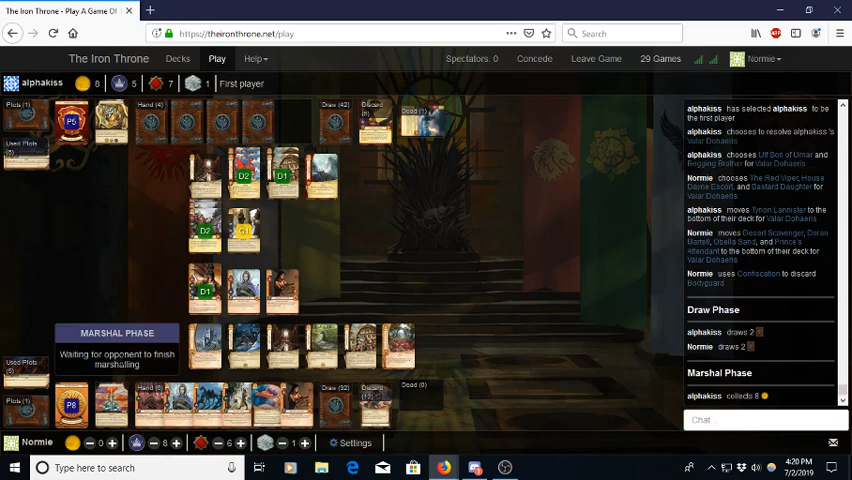 The Iron Throne - Play A Game Of
https://theironthrone.net/play
Search
The Iron Throne
Decks
Play
Help
Spectators: 0
Concede
Leave Game
29 Games
Normie
alphakiss
8
5
7
1
First player
Plots (1)
P5
Hand (4)
Draw (42)
Discard
Dead (1)
Used Plots
D2
D1
D2
G1
D1
MARSHAL PHASE
Waiting for opponent to finish
marshalling
Used Plots
Plots (1)
P8
Draw (32)
Discard
(12)
Dead (0)
Normie
0
8
6
1
Settings
alphakiss
has selected alphakiss to be
the first player
alphakiss chooses to resolve alphakiss 's
Valar Dohaeris
alphakiss chooses Ulf Son of Umar and
Begging Brother for Valar Dohaeris
Normie chooses The Red Viper, House
Dayne Escort, and Bastard Daughter for
Valar Dohaeris
alphakiss moves Tyrion Lannister to the
bottom of their deck for Valar Dohaeris
Normie moves Desert Scavenger, Doran
Martell, Obella Sand, and Prince's
Attendant to the bottom of their deck for
Valar Dohaeris
Normie uses Confiscation to discard
Bodyguard
Draw Phase
alphakiss draws 2
Normie draws 2
Marshal Phase
alphakiss collects 8
Chat...
Type here to search
4:20 PM
7/2/2019